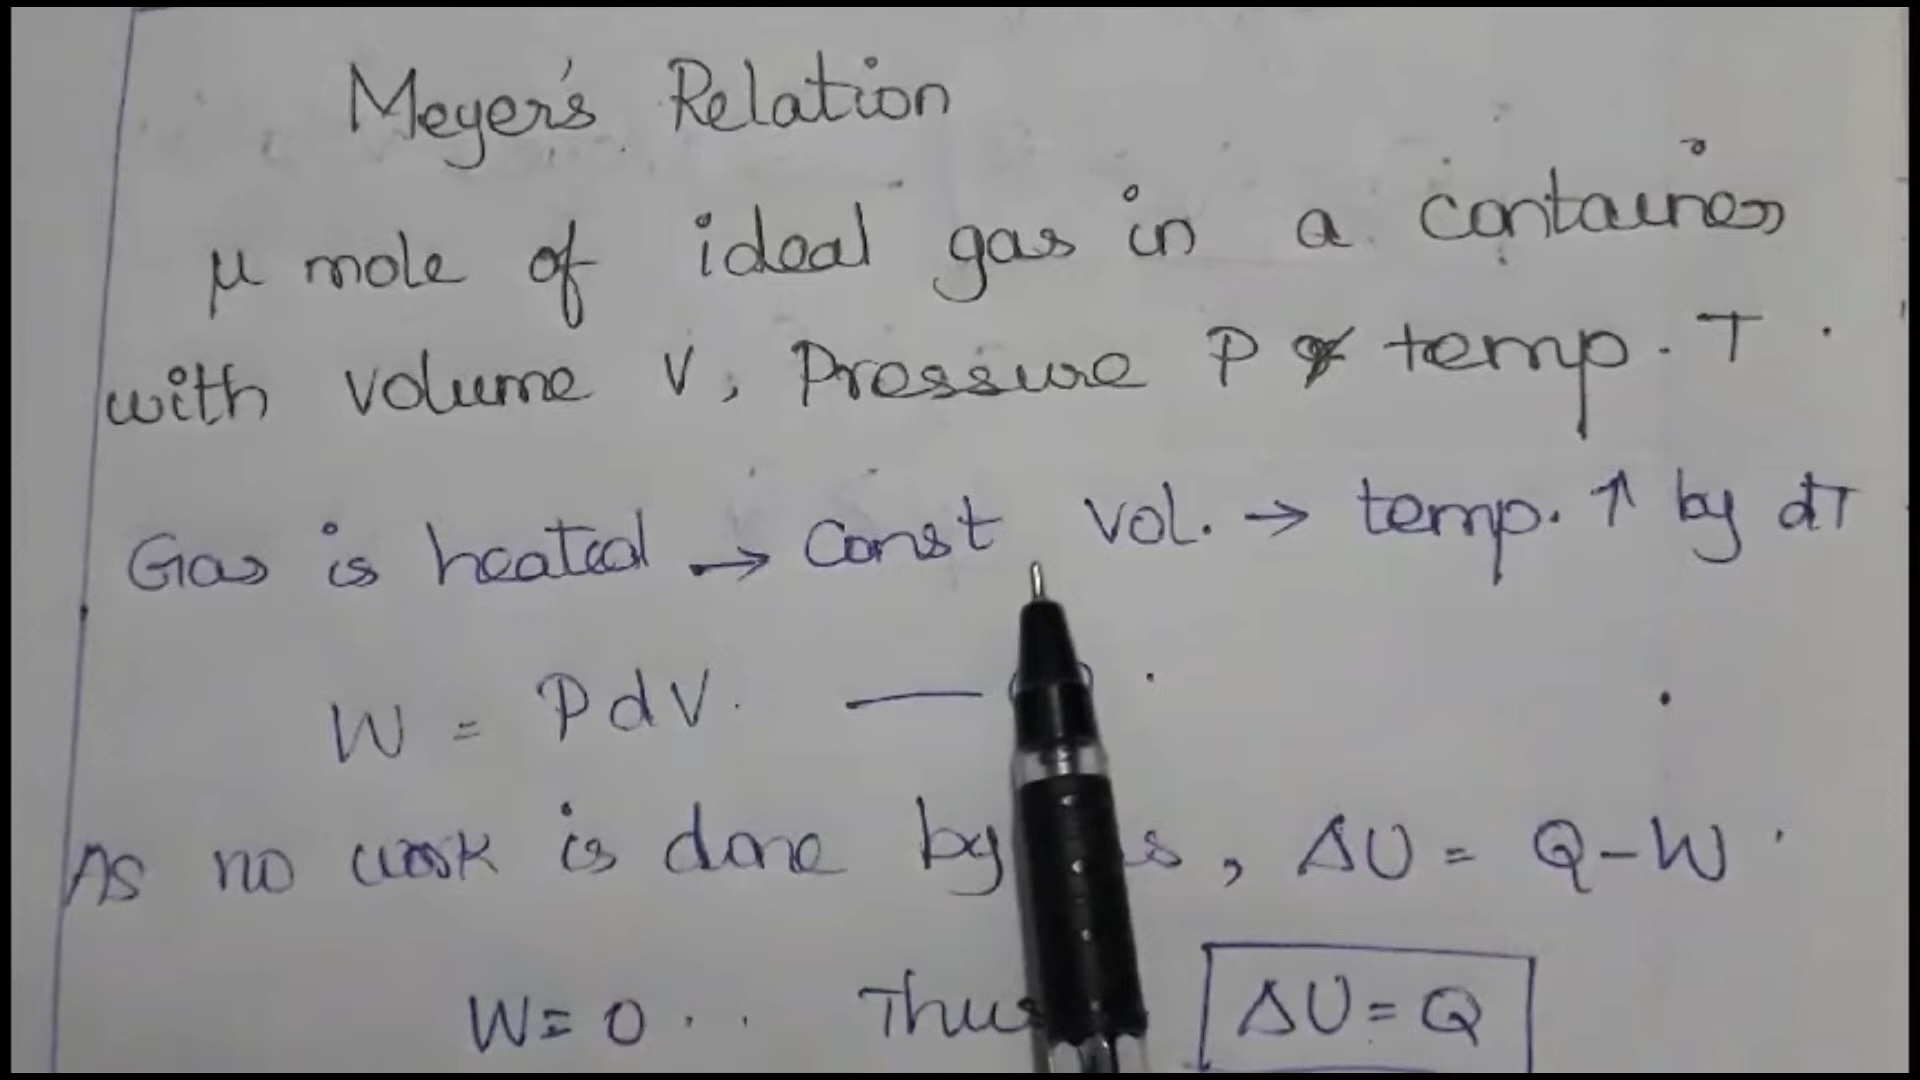 Meyer's Relation
μ mole of ideal gas in a container
with volume V, Pressure P & temp. T.
Gas is heated → Const vol. → temp. ↑ by dT
W = PdV. —
As no work is done by , ΔU = Q-W
W=0.. Thus ΔU=Q